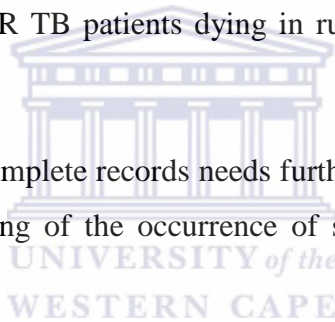 R TB patients dying in ru
mplete records needs furth
ng of the occurrence of s
UNIVERSITY of the
WESTERN CAPE